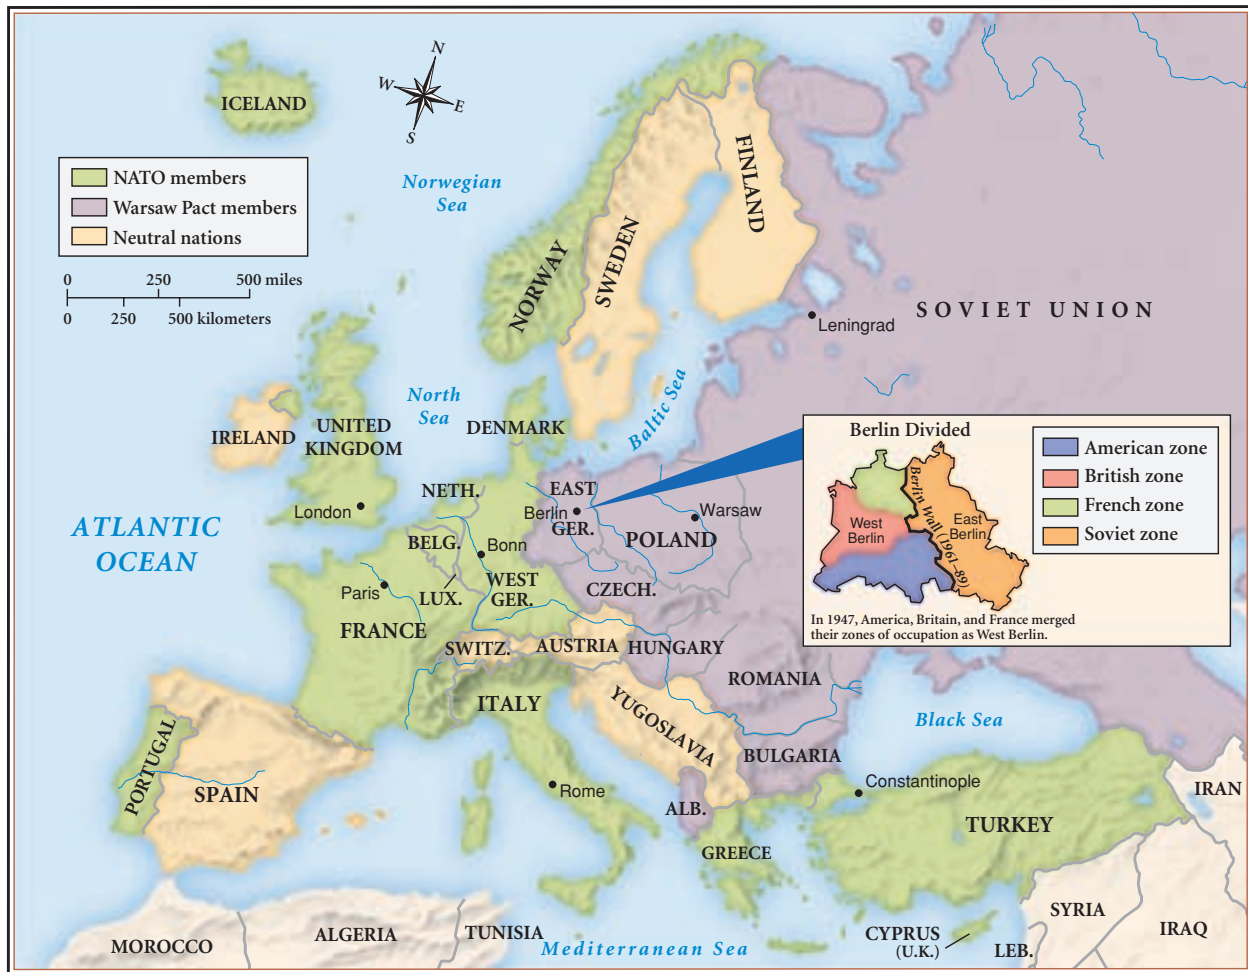 N
W
E
S
ICELAND
NATO members
Warsaw Pact members
Neutral nations
0 250 500 miles
0 250 500 kilometers
Norwegian
Sea
FINLAND
SWEDEN
NORWAY
SOVIET UNION
Leningrad
North
Sea
Baltic Sea
IRELAND
UNITED
KINGDOM
DENMARK
London
NETH.
EAST
GER.
Berlin
Warsaw
POLAND
ATLANTIC
OCEAN
BELG.
Bonn
Paris
LUX.
WEST
GER.
CZECH.
FRANCE
SWITZ.
AUSTRIA
HUNGARY
ROMANIA
ITALY
YUGOSLAVIA
Black Sea
BULGARIA
PORTUGAL
SPAIN
Rome
ALB.
Constantinople
IRAN
TURKEY
GREECE
SYRIA
IRAQ
MOROCCO
ALGERIA
TUNISIA
Mediterranean Sea
CYPRUS
(U.K.)
LEB.
Berlin Divided
American zone
British zone
French zone
Soviet zone
West
Berlin
East
Berlin
Berlin Wall (1961–89)
In 1947, America, Britain, and France merged
their zones of occupation as West Berlin.